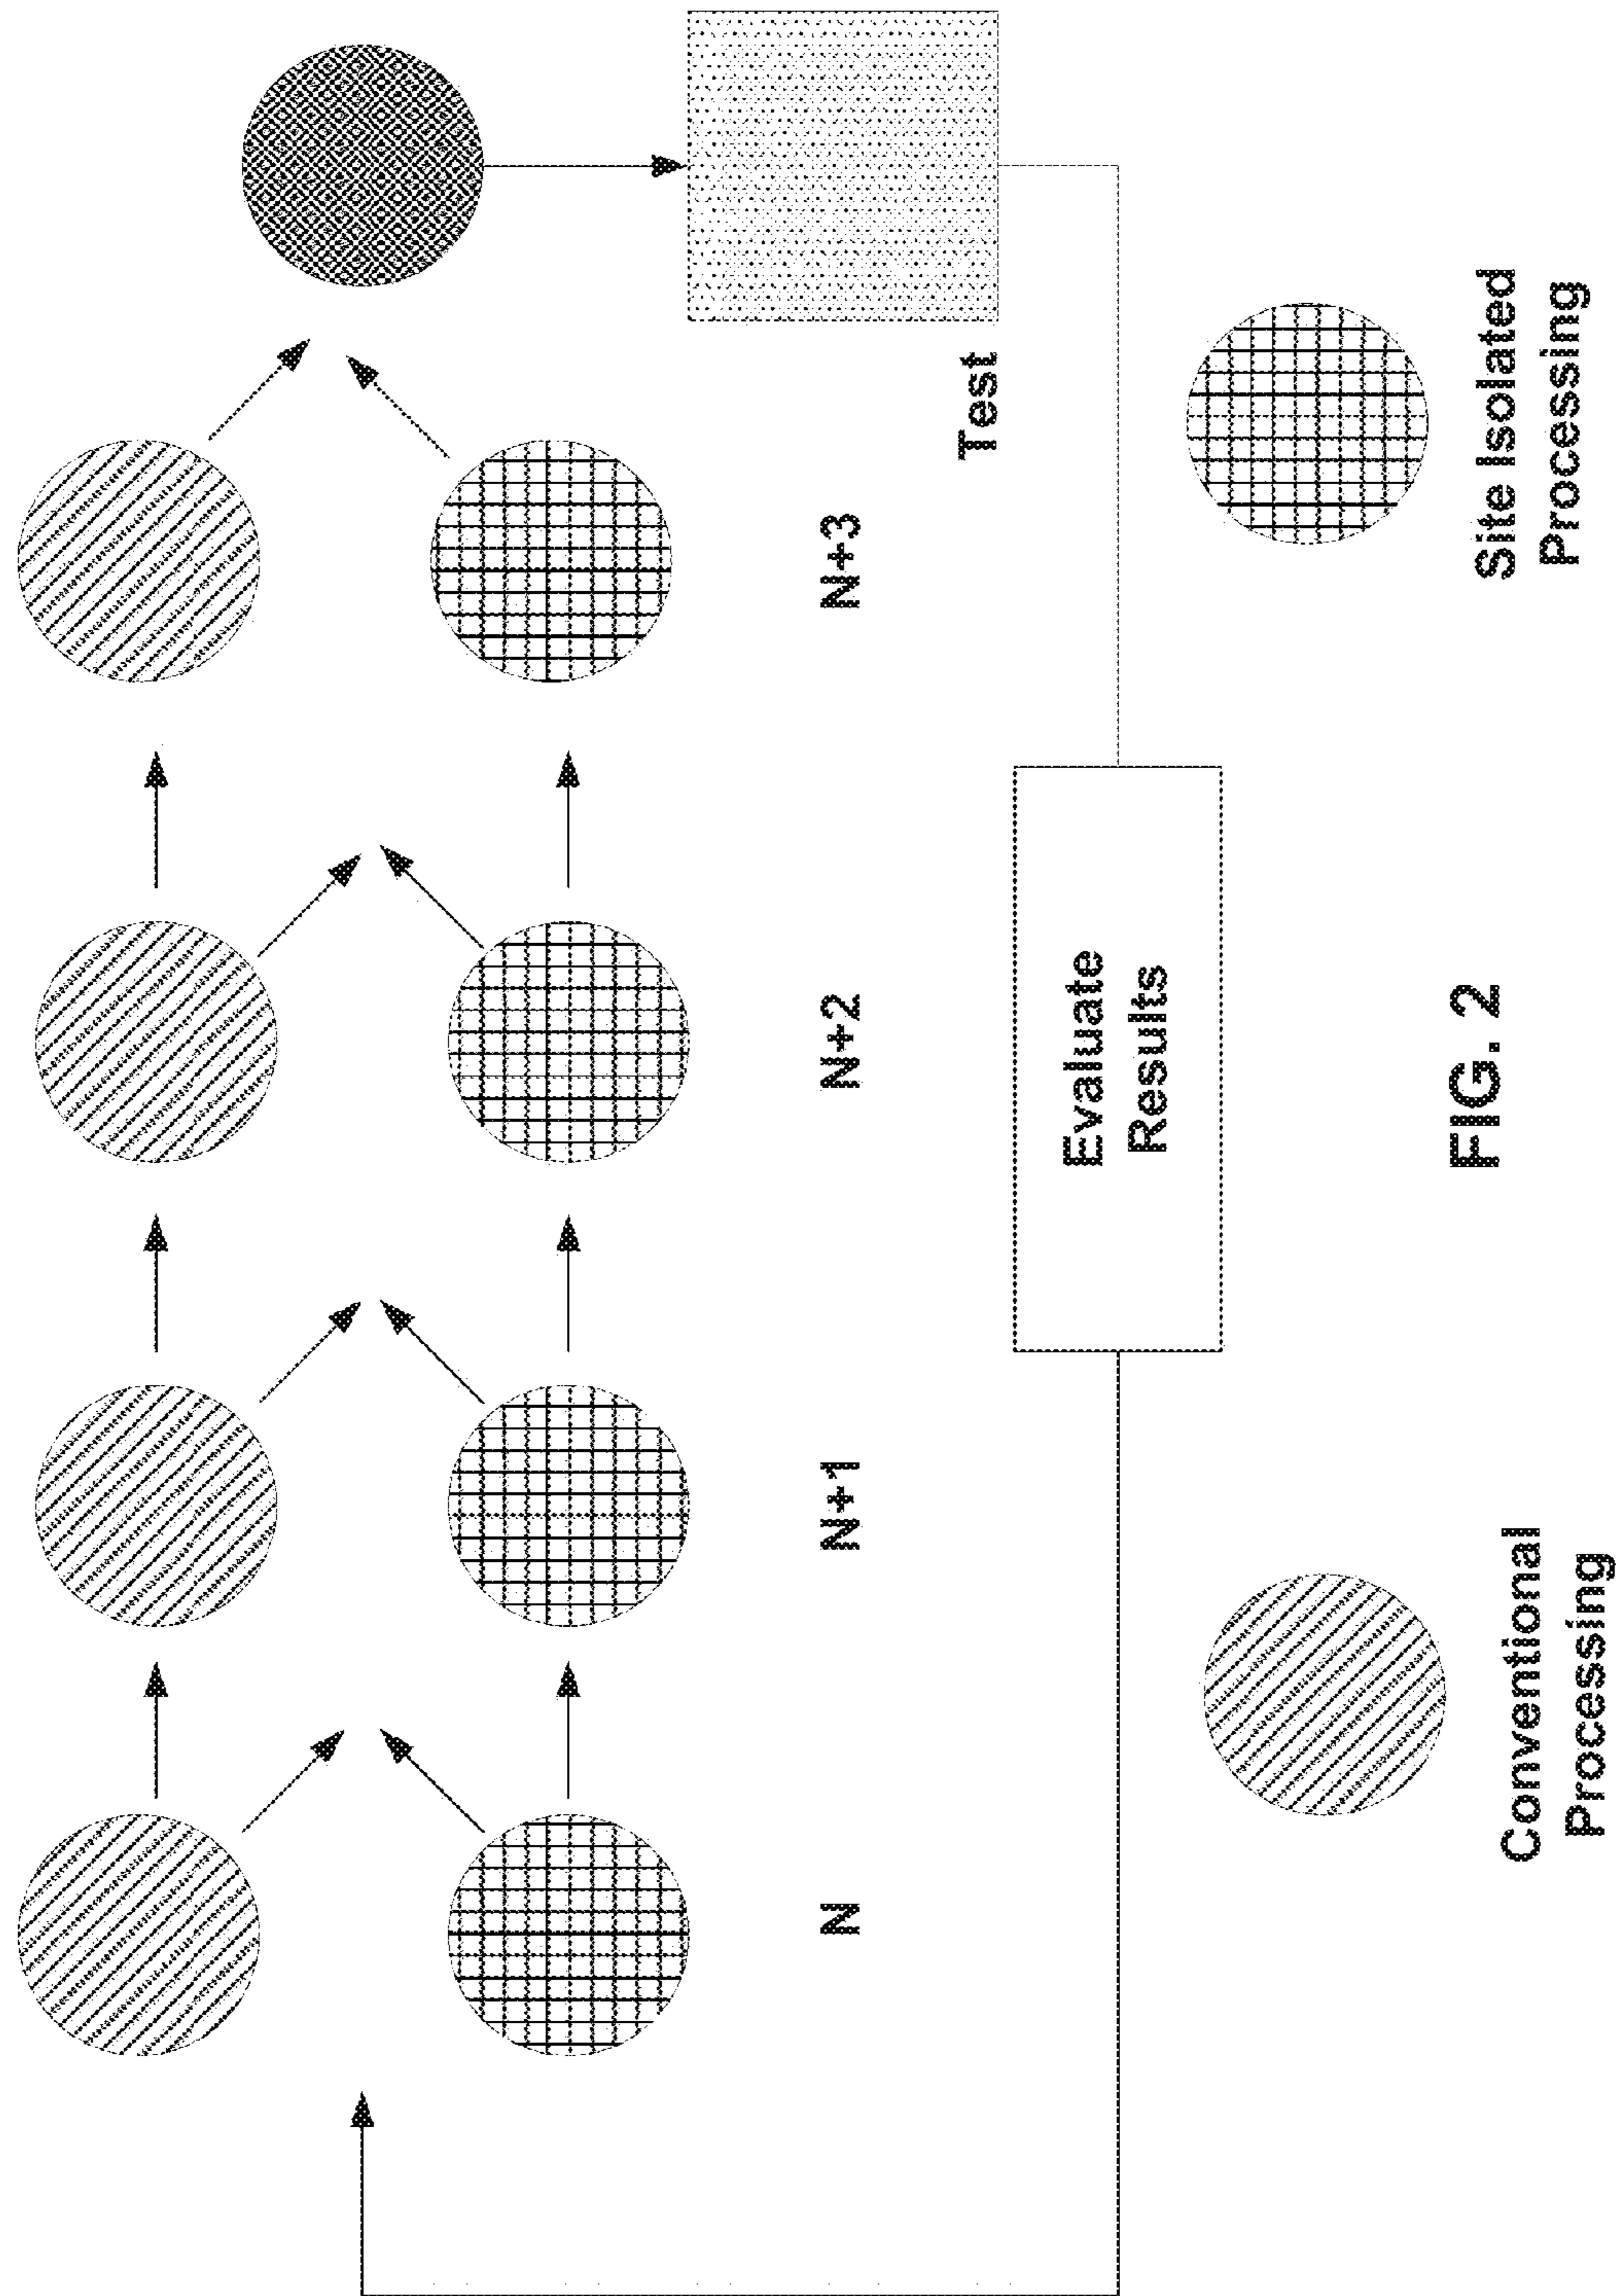 N
N+1
N+2
N+3
Test
Evaluate
Results
Conventional
Processing
Site Isolated
Processing
FIG. 2